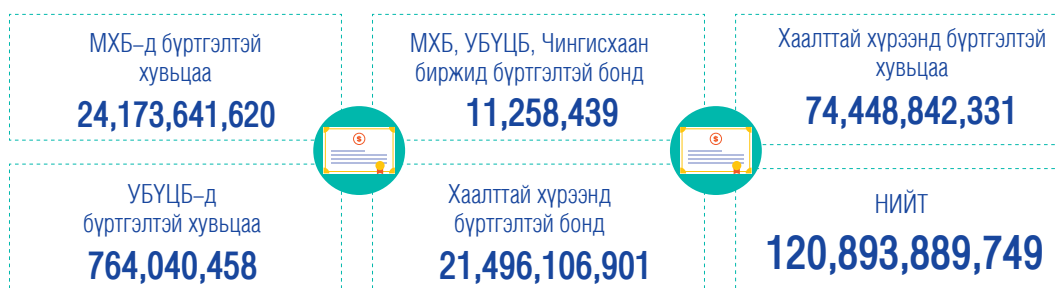 МХБ–д бүртгэлтэй
хувьцаа
24,173,641,620
МХБ, УБҮЦБ, Чингисхаан
биржид бүртгэлтэй бонд
11,258,439
Хаалттай хүрээнд бүртгэлтэй
хувьцаа
74,448,842,331
УБҮЦБ–д
бүртгэлтэй хувьцаа
764,040,458
Хаалттай хүрээнд
бүртгэлтэй бонд
21,496,106,901
НИЙТ
120,893,889,749